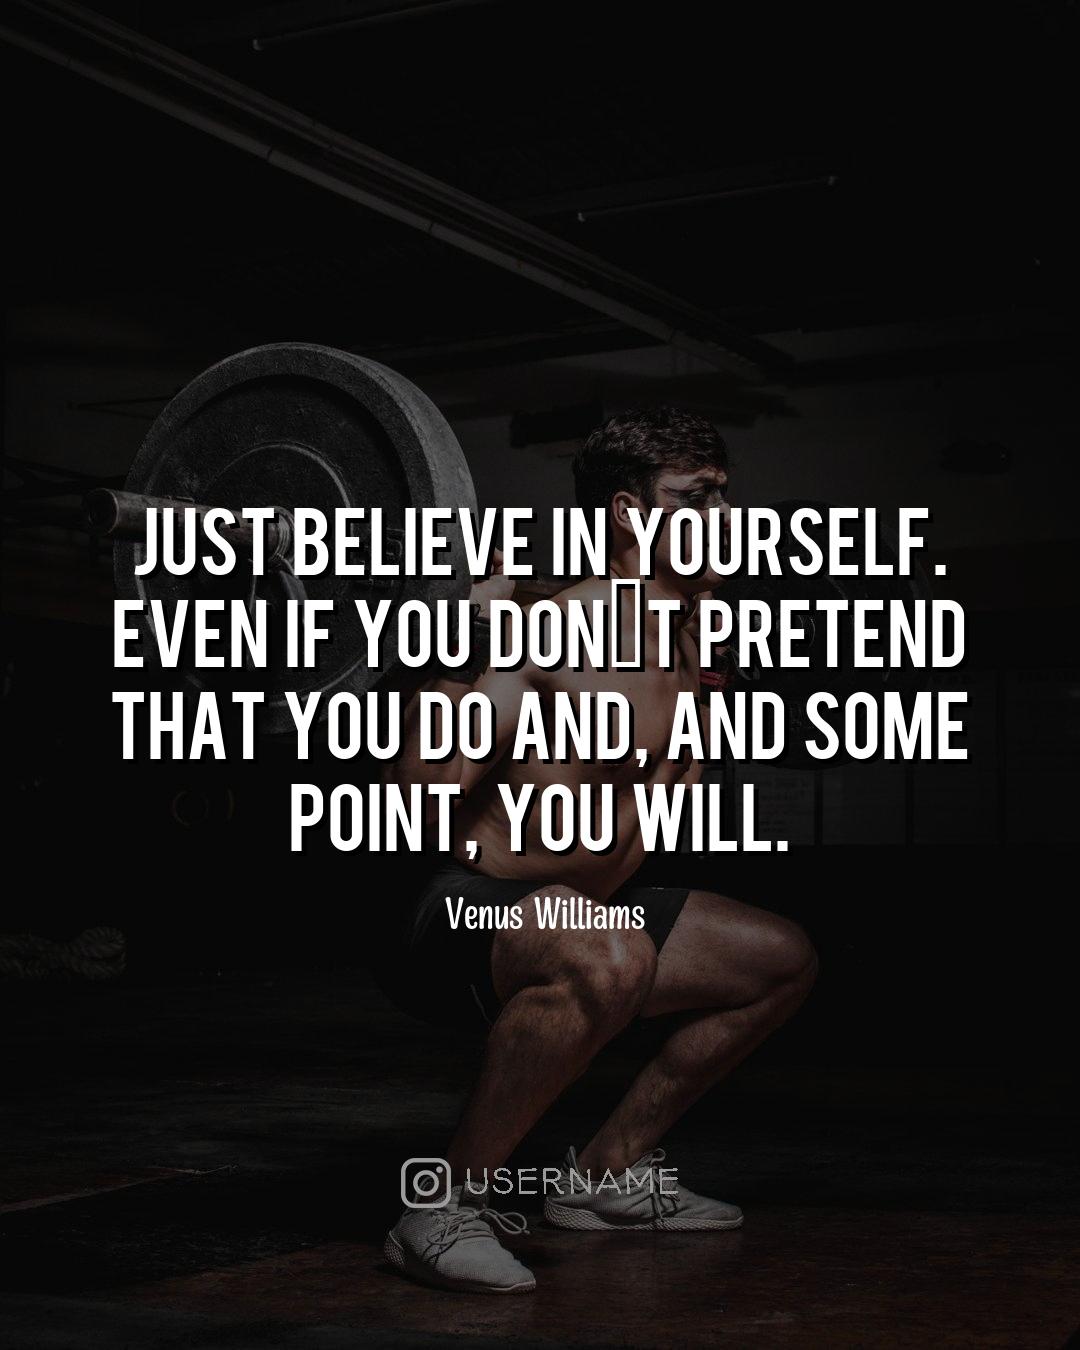 JUST BELIEVE IN YOURSELF.
EVEN IF YOU DON▯T PRETEND
THAT YOU DO AND, AND SOME
POINT, YOU WILL.
Venus Williams
USERNAME